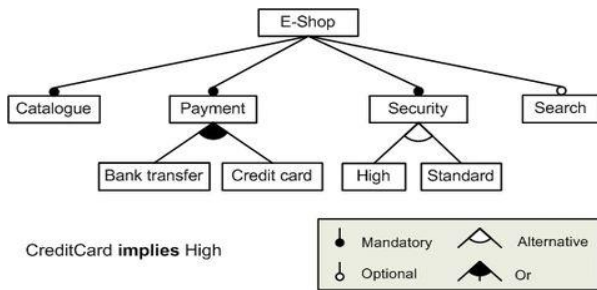 E-Shop
Catalogue
Payment
Security
Search
Bank transfer
Credit card
High
Standard
CreditCard implies High
Mandatory
Alternative
Optional
Or